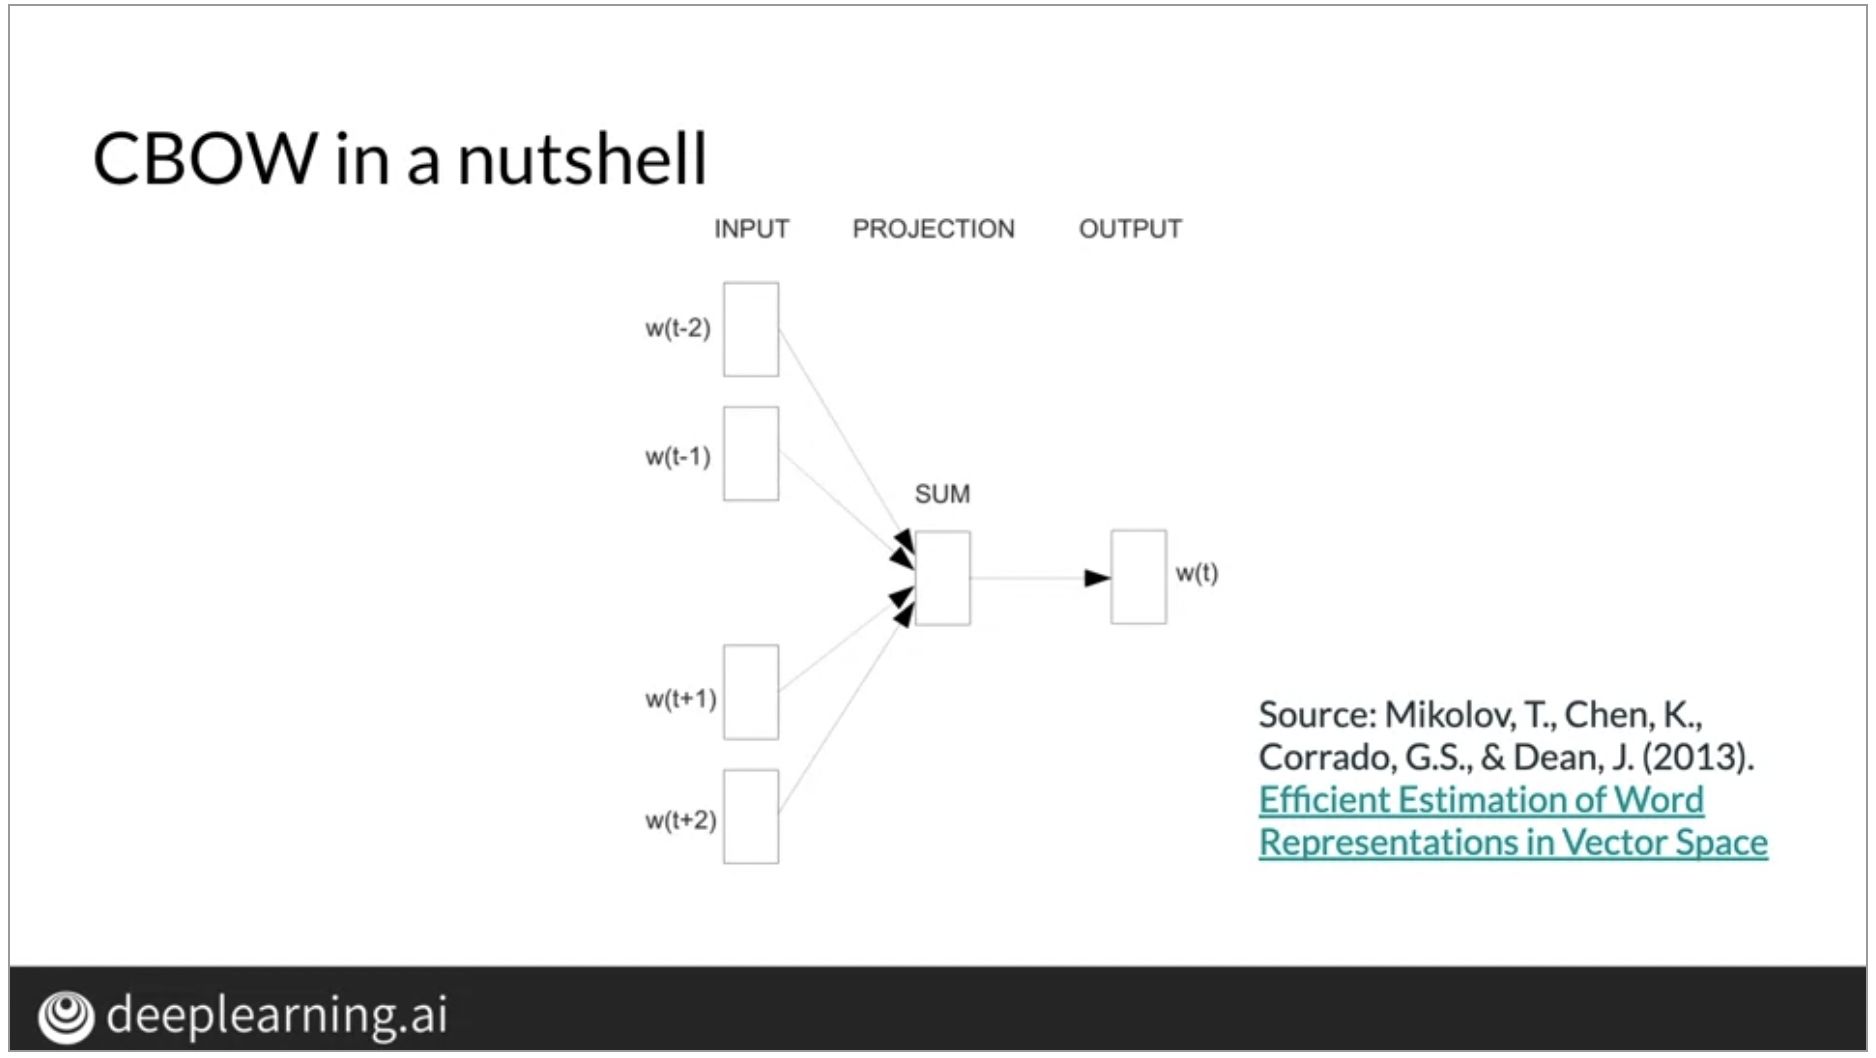 CBOW in a nutshell
INPUT PROJECTION OUTPUT
w(t-2)
w(t-1)
SUM
w(t)
w(t+1)
w(t+2)
Source: Mikolov, T., Chen, K.,
Corrado, G.S., & Dean, J. (2013).
Efficient Estimation of Word
Representations in Vector Space
deeplearning.ai